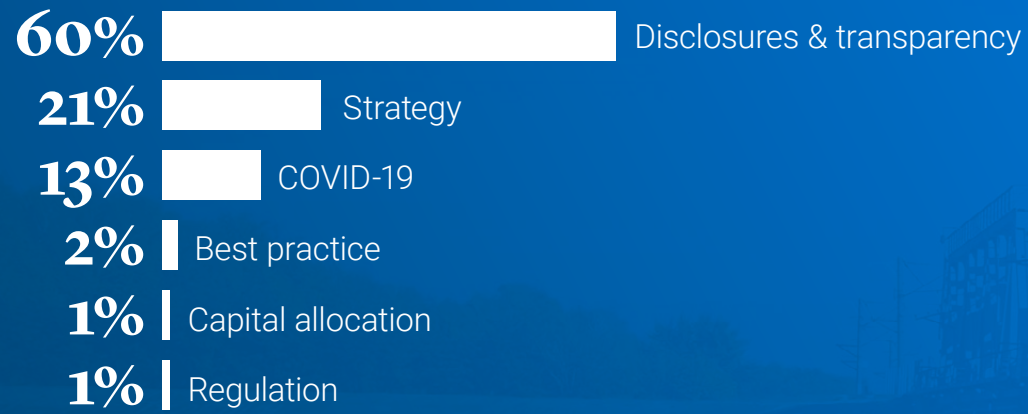 60% Disclosures & transparency
21% Strategy
13% COVID-19
2% Best practice
1% Capital allocation
1% Regulation